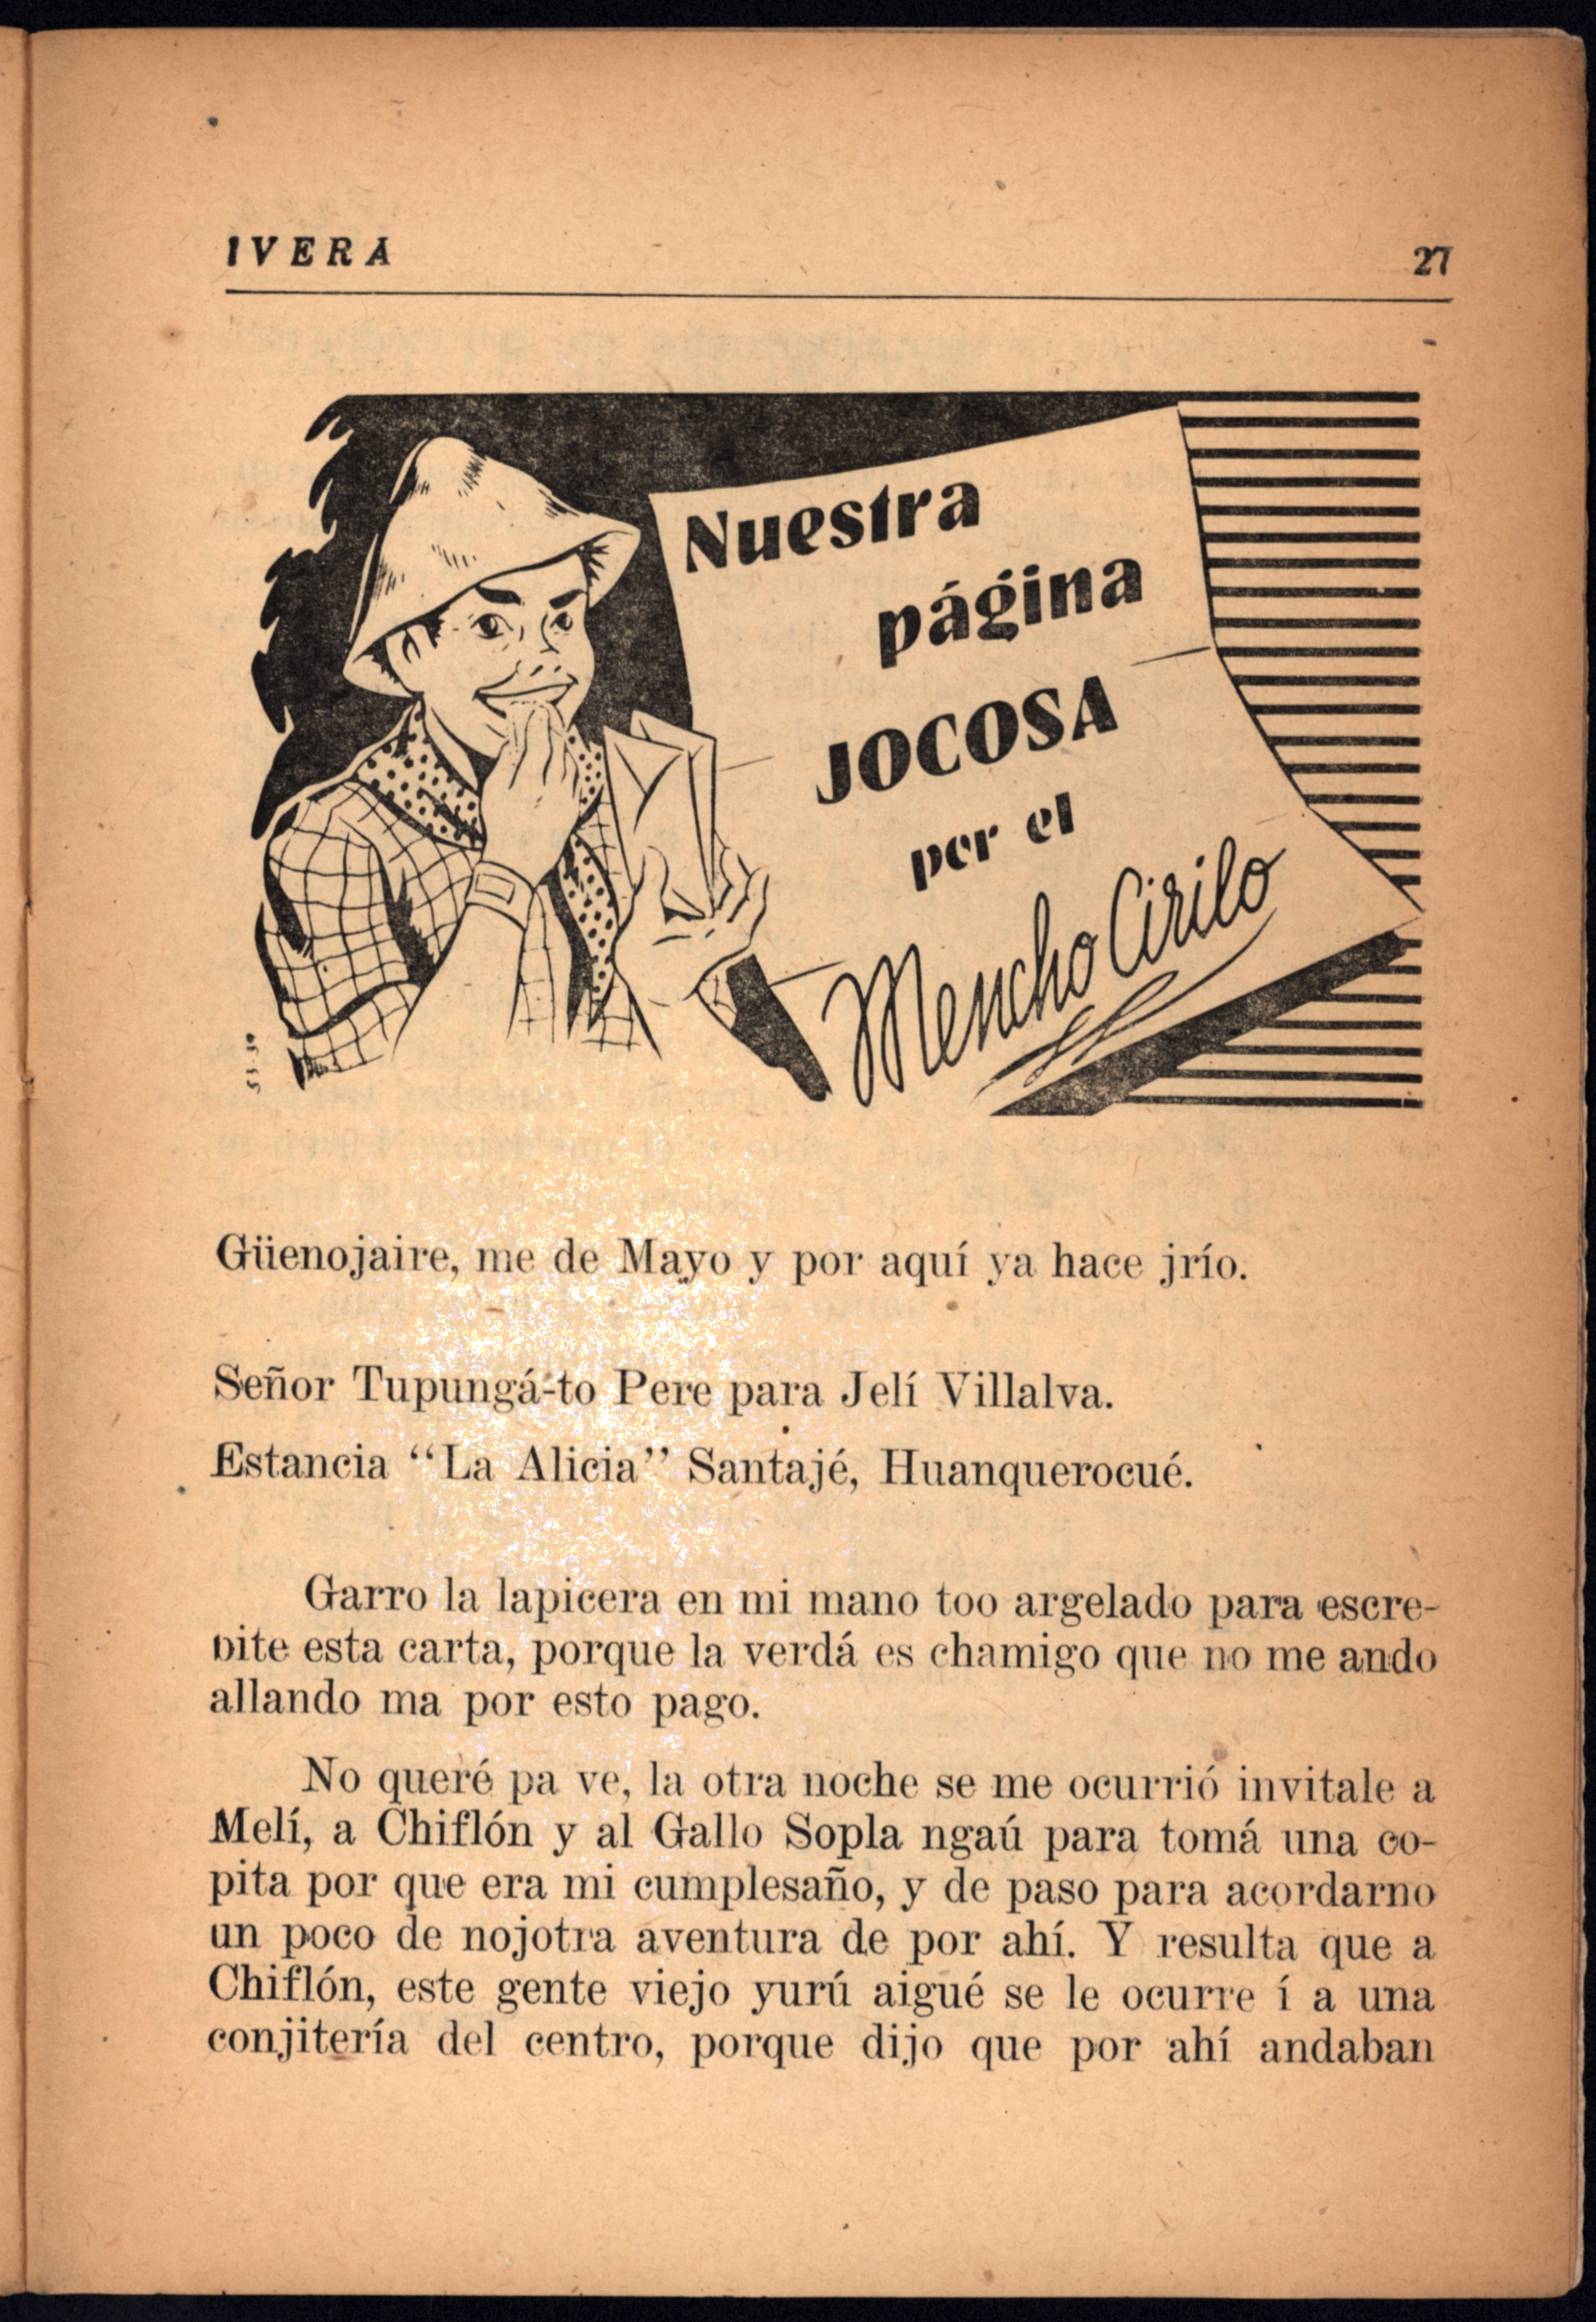 IVERA
27
Nuestra
página
JOCOSA
por el
Mencho Cirilo
Güenojaire, me de Mayo y por aquí ya hace jrío.
Señor Tupungá-to Pere para Jelí Villalva.
Estancia “La Alicia” Santajé, Huanquerocué.
Garro la lapicera en mi mano too argelado para escre-
bite esta carta, porque la verdá es chamigo que no me ando
allando ma por esto pago.
No queré pa ve, la otra noche se me ocurrió invitale a
Melí, a Chiflón y al Gallo Sopla ngaú para tomá una co-
pita por que era mi cumplesaño, y de paso para acordarno
un poco de nojotra aventura de por ahí. Y resulta que a
Chiflón, este gente viejo yurú aigué se le ocurre í a una
conjitería del centro, porque dijo que por ahí andaban